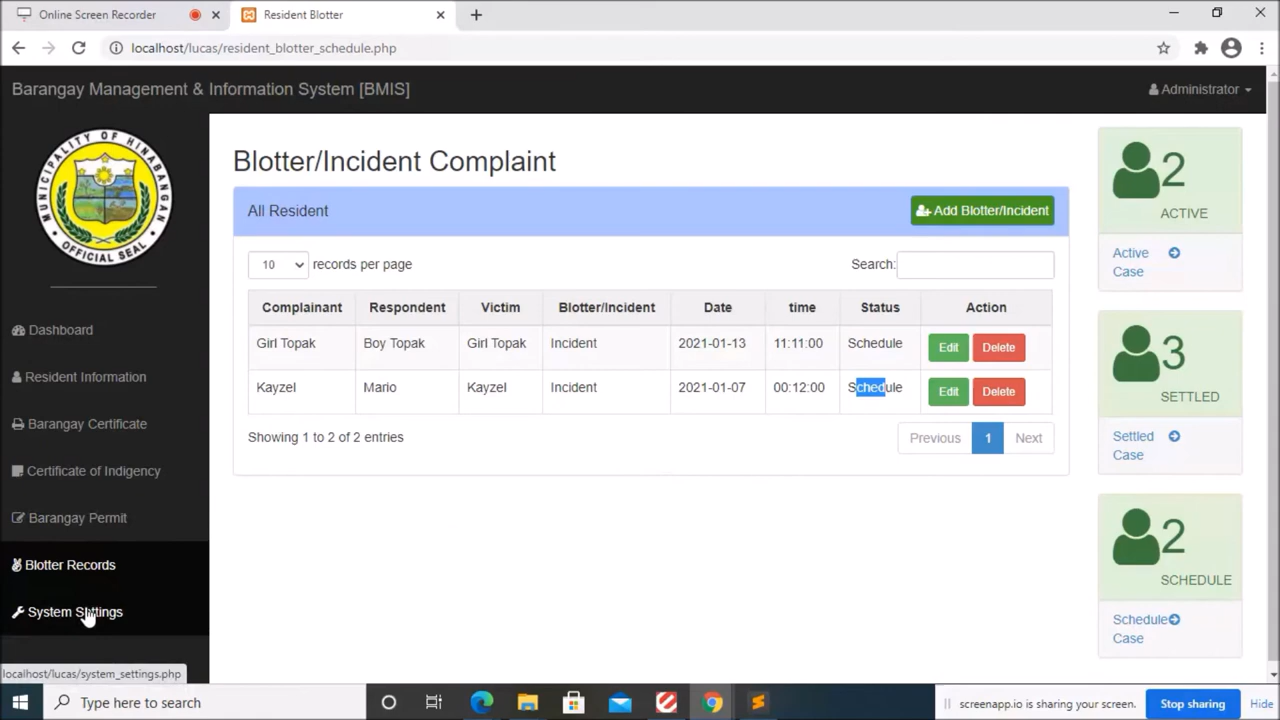 Online Screen Recorder
Resident Blotter
localhost/lucas/resident_blotter_schedule.php
Barangay Management & Information System [BMIS]
Administrator
MUNICIPALITY OF HINABANGAN
OFFICIAL SEAL
Dashboard
Resident Information
Barangay Certificate
Certificate of Indigency
Barangay Permit
Blotter Records
System Settings
localhost/lucas/system_settings.php
Blotter/Incident Complaint
All Resident
Add Blotter/Incident
10 records per page
Search:
Complainant Respondent Victim Blotter/Incident Date time Status Action
Girl Topak Boy Topak Girl Topak Incident 2021-01-13 11:11:00 Schedule Edit Delete
Kayzel Mario Kayzel Incident 2021-01-07 00:12:00 Schedule Edit Delete
Showing 1 to 2 of 2 entries
Previous 1 Next
2
ACTIVE
Active
Case
3
SETTLED
Settled
Case
2
SCHEDULE
Schedule
Case
Type here to search
screenapp.io is sharing your screen.
Stop sharing
Hide